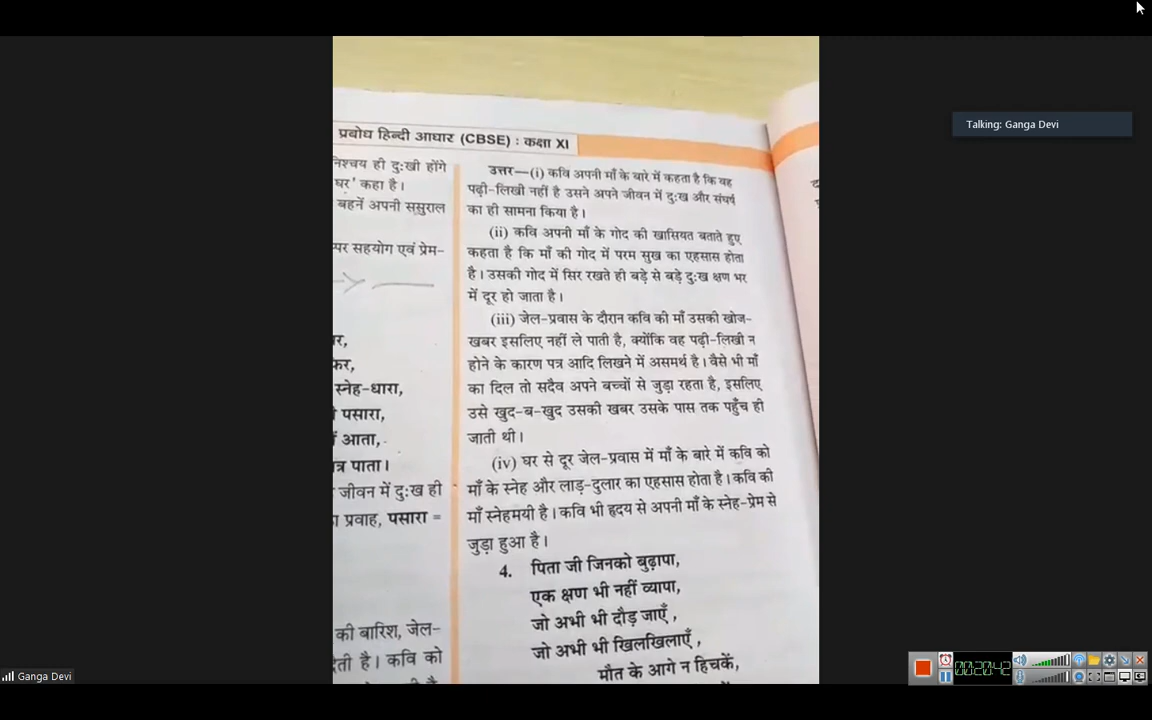 Talking: Ganga Devi
प्रबोध हिन्दी आधार (CBSE) : कक्षा XI
निश्चय ही दुःखी होंगे
घर' कहा है।
बहनें अपनी ससुराल
पर सहयोग एवं प्रेम-
स्नेह-धारा,
पसारा,
आता,
पाता।
जीवन में दुःख ही
प्रवाह, पसारा =
की बारिश, जेल-
है। कवि को
उत्तर—(i) कवि अपनी माँ के बारे में कहता है कि वह
पढ़ी-लिखी नहीं है उसने अपने जीवन में दुःख और संघर्ष
का ही सामना किया है।
(ii) कवि अपनी माँ के गोद की खासियत बताते हुए
कहता है कि माँ की गोद में परम सुख का एहसास होता
है। उसकी गोद में सिर रखते ही बड़े से बड़े दुःख क्षण भर
में दूर हो जाता है।
(iii) जेल-प्रवास के दौरान कवि की माँ उसकी खोज-
खबर इसलिए नहीं ले पाती है, क्योंकि वह पढ़ी-लिखी न
होने के कारण पत्र आदि लिखने में असमर्थ है। वैसे भी माँ
का दिल तो सदैव अपने बच्चों से जुड़ा रहता है, इसलिए
उसे खुद-ब-खुद उसकी खबर उसके पास तक पहुँच ही
जाती थी।
(iv) घर से दूर जेल-प्रवास में माँ के बारे में कवि को
माँ के स्नेह और लाड़-दुलार का एहसास होता है। कवि की
माँ स्नेहमयी है। कवि भी हृदय से अपनी माँ के स्नेह-प्रेम से
जुड़ा हुआ है।
4. पिता जी जिनको बुढ़ापा,
एक क्षण भी नहीं व्यापा,
जो अभी भी दौड़ जाएँ,
जो अभी भी खिलखिलाएँ,
मौत के आगे न हिचकें,
Ganga Devi
00:20:42